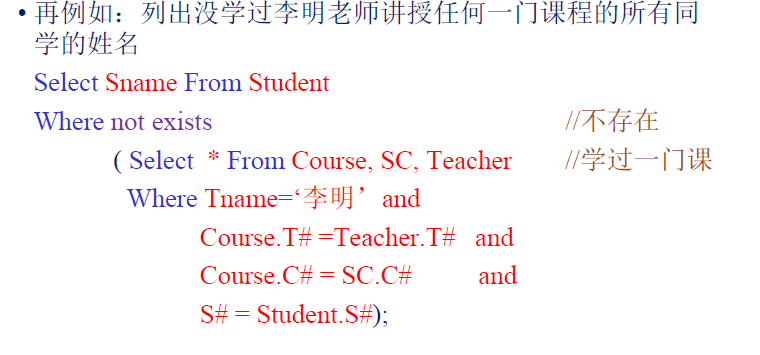 • 再例如：列出没学过李明老师讲授任何一门课程的所有同
学的姓名
Select Sname From Student
Where not exists //不存在
( Select * From Course, SC, Teacher //学过一门课
Where Tname=‘李明’and
Course.T# =Teacher.T# and
Course.C# = SC.C# and
S# = Student.S#);